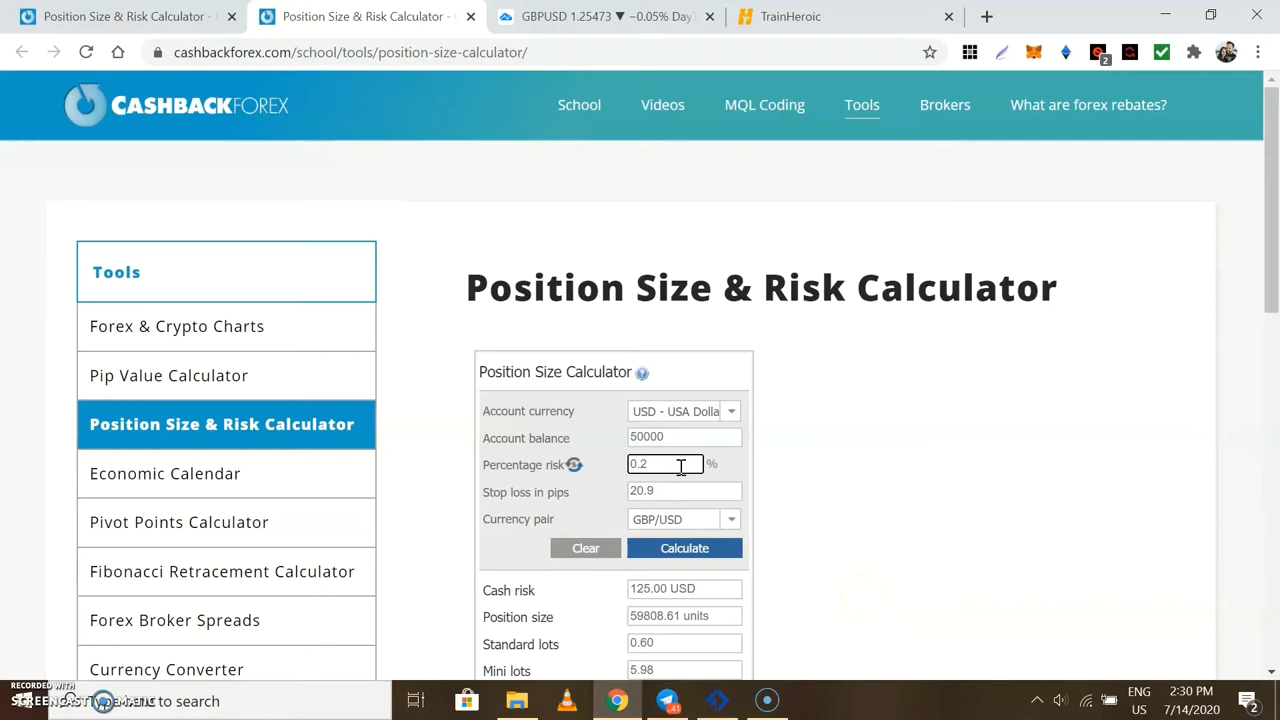 Position Size & Risk Calculator -
Position Size & Risk Calculator -
GBPUSD 1.25473 ▼ −0.05% Day
TrainHeroic
cashbackforex.com/school/tools/position-size-calculator/
2
CASHBACKFOREX
School
Videos
MQL Coding
Tools
Brokers
What are forex rebates?
Tools
Forex & Crypto Charts
Pip Value Calculator
Position Size & Risk Calculator
Economic Calendar
Pivot Points Calculator
Fibonacci Retracement Calculator
Forex Broker Spreads
Currency Converter
Position Size & Risk Calculator
Position Size Calculator
Account currency
USD - USA Dolla
Account balance
50000
Percentage risk
0.2
%
Stop loss in pips
20.9
Currency pair
GBP/USD
Clear
Calculate
Cash risk
125.00 USD
Position size
59808.61 units
Standard lots
0.60
Mini lots
5.98
RECORDED WITH
SCREENCAST-O-MATIC
to search
41
ENG
US
2:30 PM
7/14/2020
2